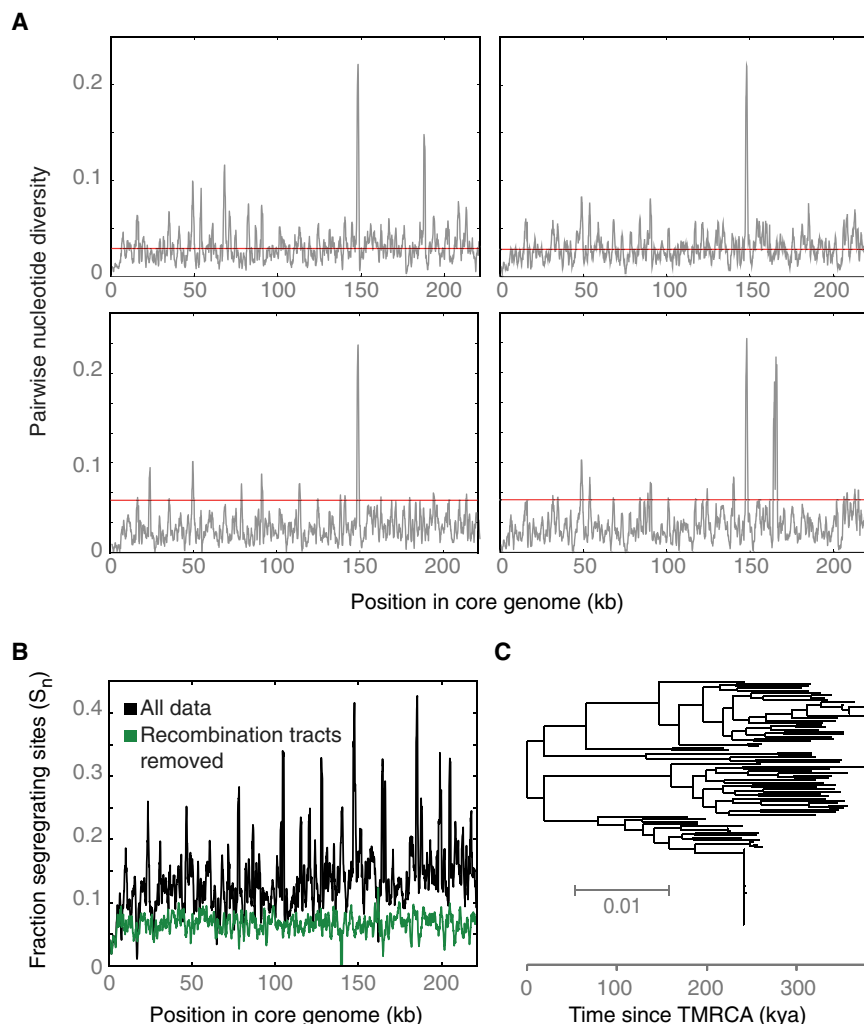 A
Pairwise nucleotide diversity
0.2
0.1
0
0 50 100 150 200
0 50 100 150 200
0.2
0.1
0
0 50 100 150 200
0 50 100 150 200
Position in core genome (kb)
B
Fraction segregrating sites (Sn)
0.4
0.3
0.2
0.1
0
All data
Recombination tracts
removed
0 50 100 150 200
Position in core genome (kb)
C
0.01
0 100 200 300
Time since TMRCA (kya)